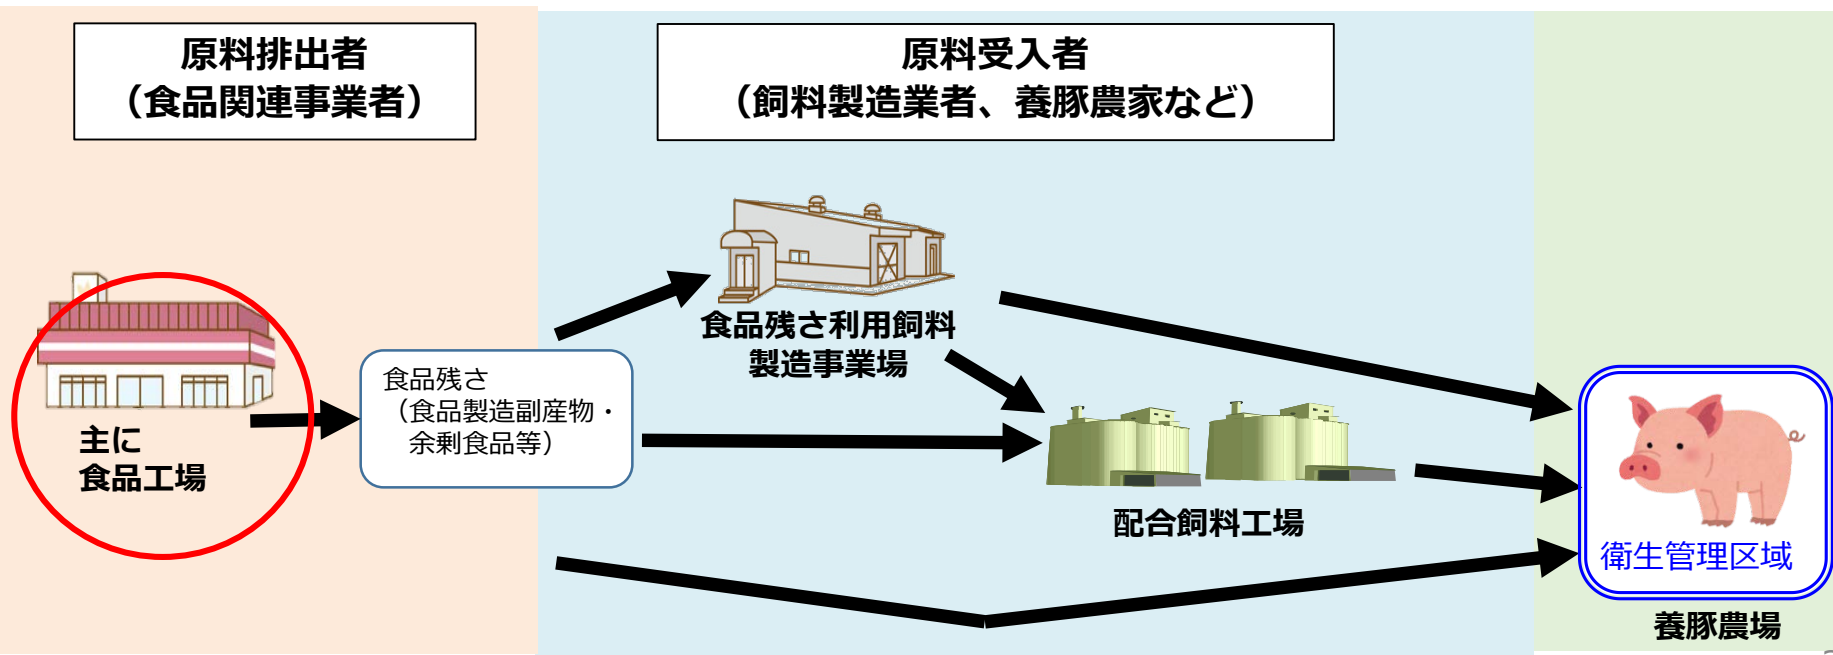 原料排出者
（食品関連事業者）
原料受入者
（飼料製造業者、養豚農家など）
食品残さ利用飼料
製造事業場
食品残さ
（食品製造副産物・
余剰食品等）
主に
食品工場
配合飼料工場
衛生管理区域
養豚農場